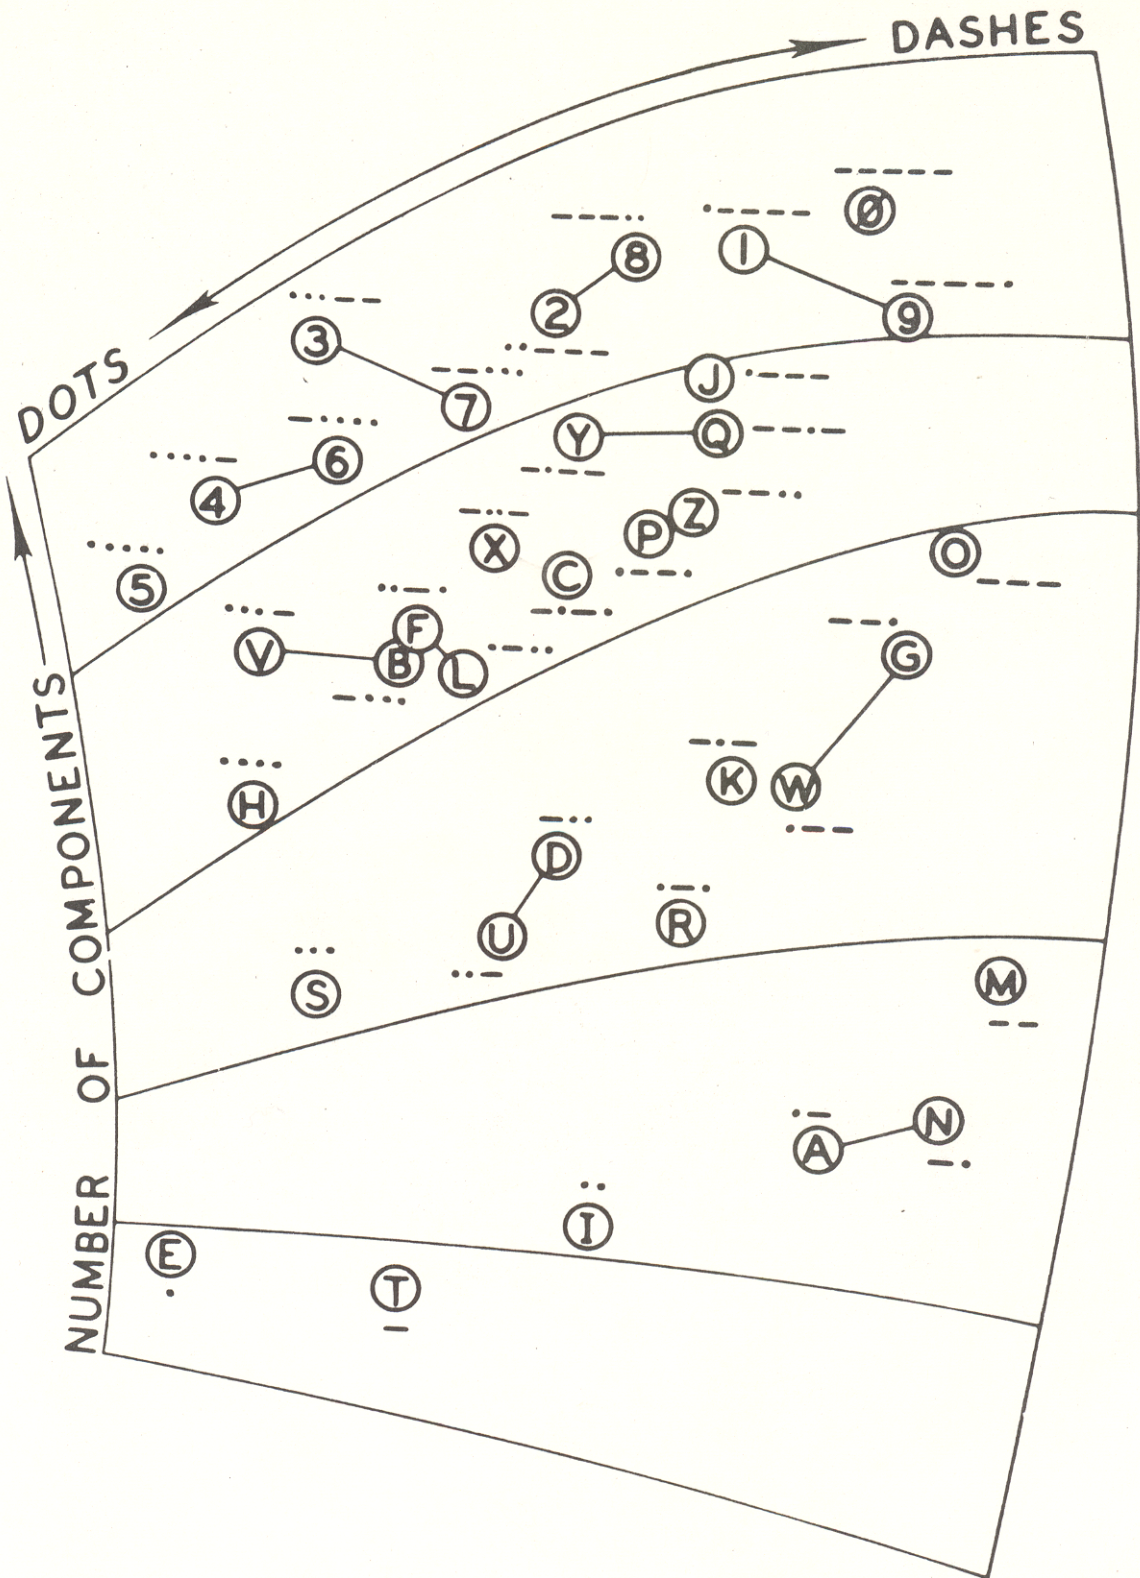 DASHES
DOTS
NUMBER OF COMPONENTS
-----
Ø
·----
1
---··
8
----·
9
2
··---
···--
3
--···
7
-····
6
····-
4
·····
5
J ·---
Y
Q --·-
-·--
Z --··
P
·--·
-··-
X
C
-·-·
··-·
F
···-
V
B
-···
L ·-··
····
H
O
---
--·
G
-·-
K
W
·--
-··
D
U
··-
·-·
R
···
S
M
--
·-
A
N
-·
··
I
E
·
T
-